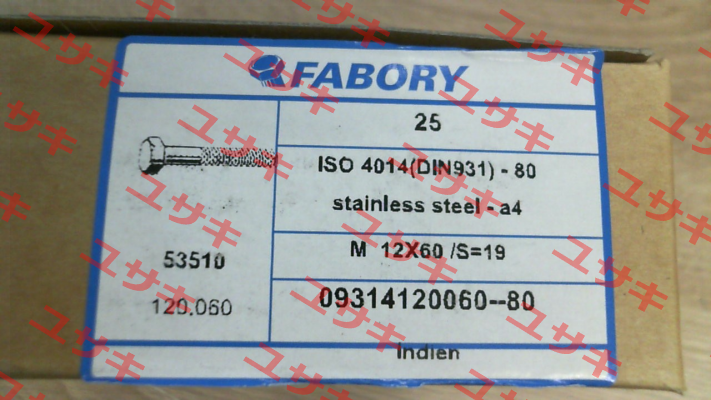 FABORY
25
ISO 4014(DIN931) - 80
stainless steel - a4
M 12X60 /S=19
53510
09314120060--80
120.060
Indien
ユサキ